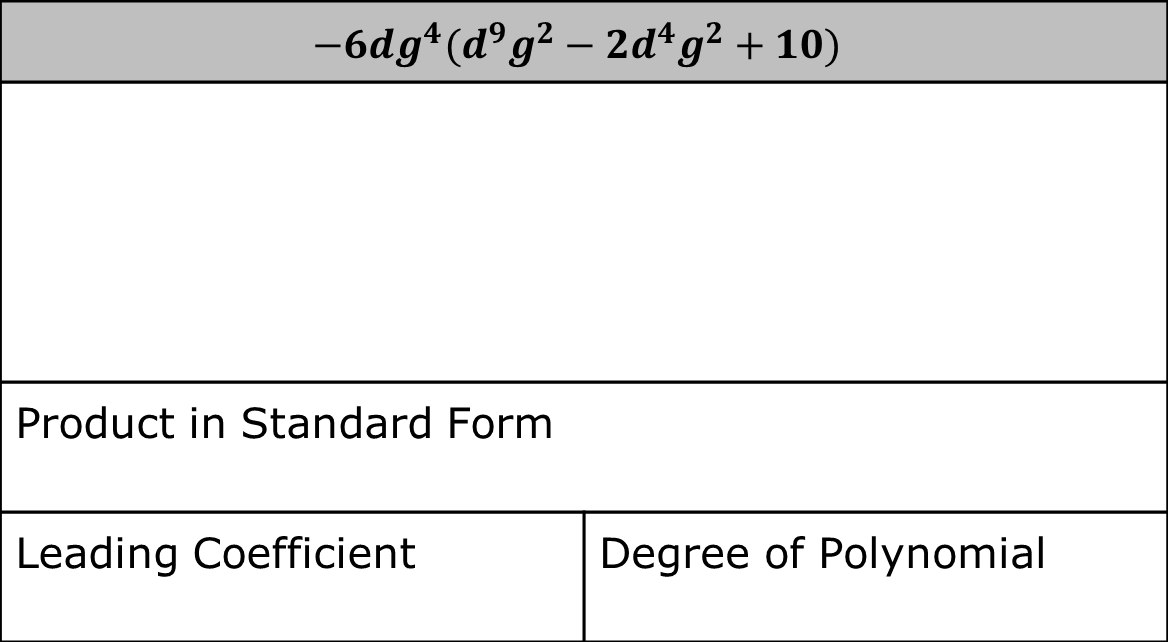 −6dg⁴(d⁹g² − 2d⁴g² + 10)
Product in Standard Form
Leading Coefficient
Degree of Polynomial